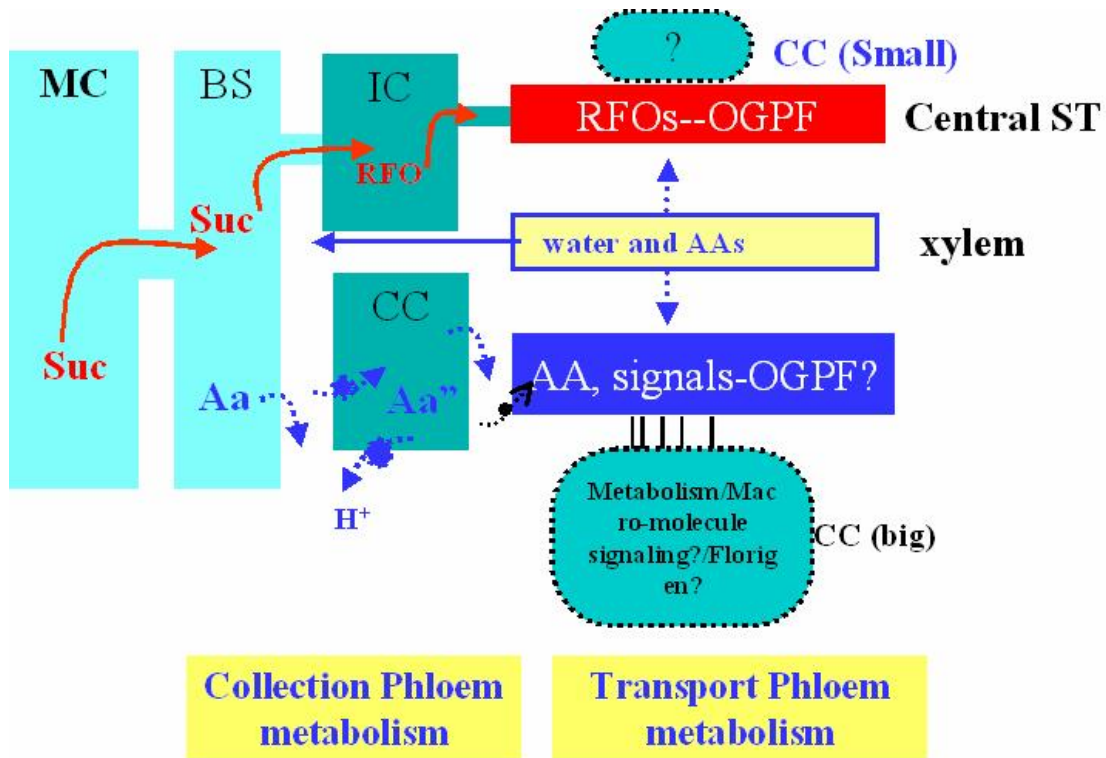 ?
CC (Small)
MC
BS
IC
RFOs--OGPF
Central ST
RFO
Suc
water and AAs
xylem
CC
Suc
AA, signals-OGPF?
Aa
Aa”
H+
Metabolism/Mac
ro-molecule
signaling?/Florig
en?
CC (big)
Collection Phloem
metabolism
Transport Phloem
metabolism